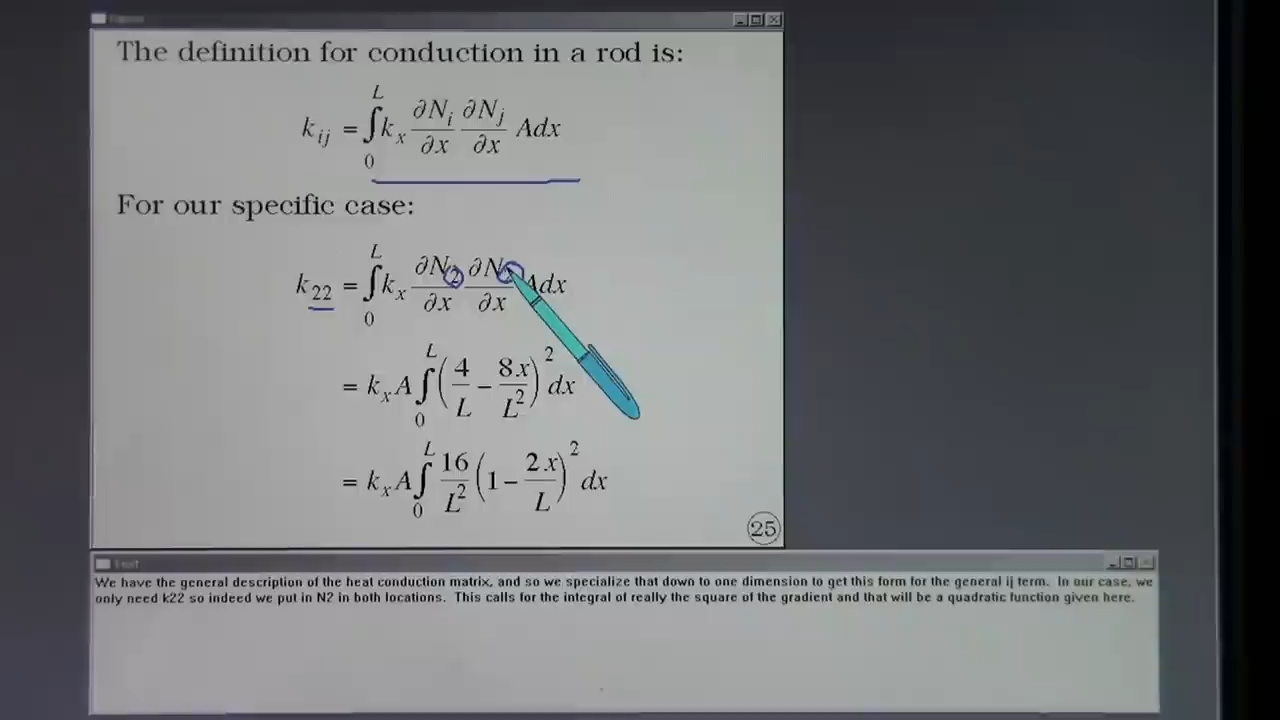 The definition for conduction in a rod is:
k_ij = ∫_0^L k_x ∂N_i/∂x ∂N_j/∂x Adx
For our specific case:
k_22 = ∫_0^L k_x ∂N_2/∂x ∂N_2/∂x Adx
= k_x A ∫_0^L (4/L − 8x/L^2)^2 dx
= k_x A ∫_0^L 16/L^2 (1 − 2x/L)^2 dx
25
Text
We have the general description of the heat conduction matrix, and so we specialize that down to one dimension to get this form for the general ij term. In our case, we
only need k22 so indeed we put in N2 in both locations. This calls for the integral of really the square of the gradient and that will be a quadratic function given here.